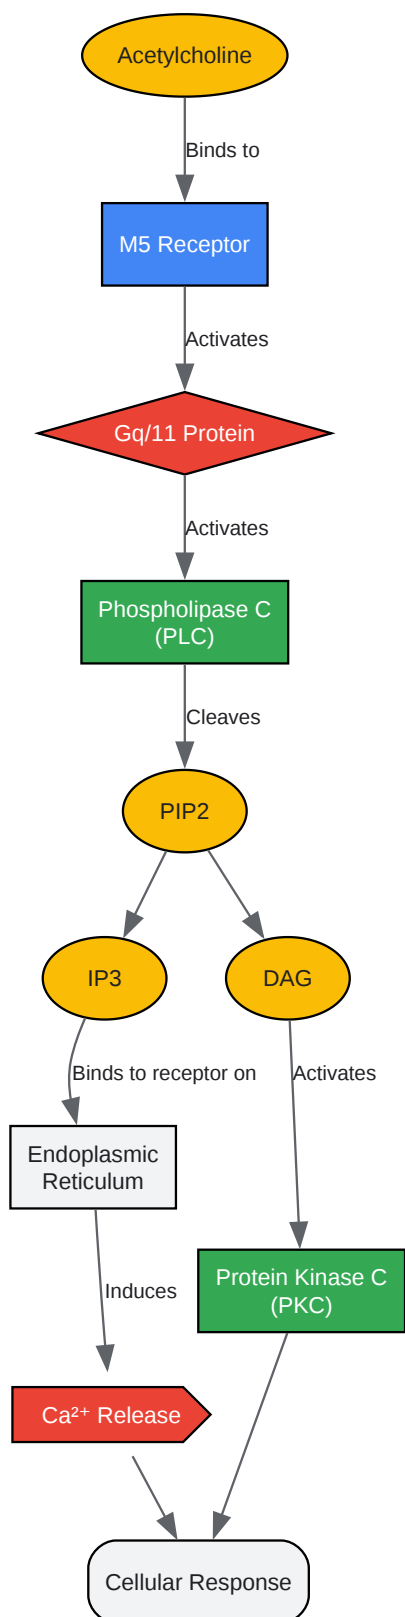 Acetylcholine
Binds to
M5 Receptor
Activates
Gq/11 Protein
Activates
Phospholipase C
(PLC)
Cleaves
PIP2
IP3
DAG
Binds to receptor on
Activates
Endoplasmic
Reticulum
Induces
Protein Kinase C
(PKC)
Ca²⁺ Release
Cellular Response